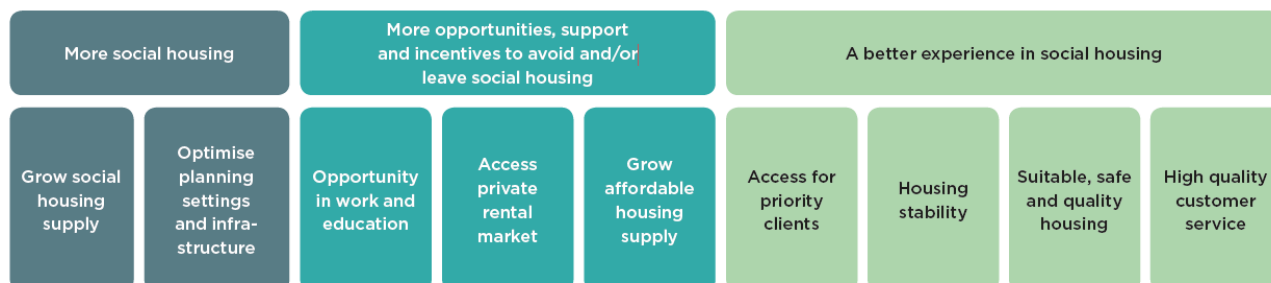 More social housing
More opportunities, support
and incentives to avoid and/or
leave social housing
A better experience in social housing
Grow social
housing
supply
Optimise
planning
settings
and infra-
structure
Opportunity
in work and
education
Access
private
rental
market
Grow
affordable
housing
supply
Access for
priority
clients
Housing
stability
Suitable, safe
and quality
housing
High quality
customer
service